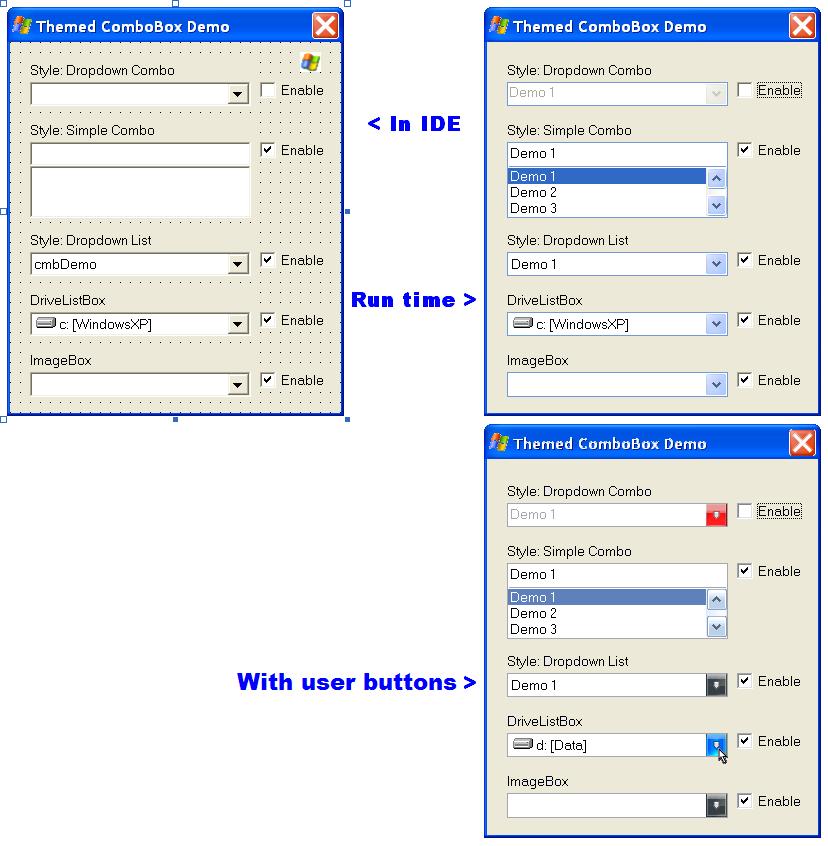 Themed ComboBox Demo
Style: Dropdown Combo
Enable
Style: Simple Combo
Enable
Style: Dropdown List
cmbDemo
Enable
DriveListBox
c: [WindowsXP]
Enable
ImageBox
Enable
< In IDE
Run time >
Themed ComboBox Demo
Style: Dropdown Combo
Demo 1
Enable
Style: Simple Combo
Demo 1
Enable
Demo 1
Demo 2
Demo 3
Style: Dropdown List
Demo 1
Enable
DriveListBox
c: [WindowsXP]
Enable
ImageBox
Enable
With user buttons >
Themed ComboBox Demo
Style: Dropdown Combo
Demo 1
Enable
Style: Simple Combo
Demo 1
Enable
Demo 1
Demo 2
Demo 3
Style: Dropdown List
Demo 1
Enable
DriveListBox
d: [Data]
Enable
ImageBox
Enable